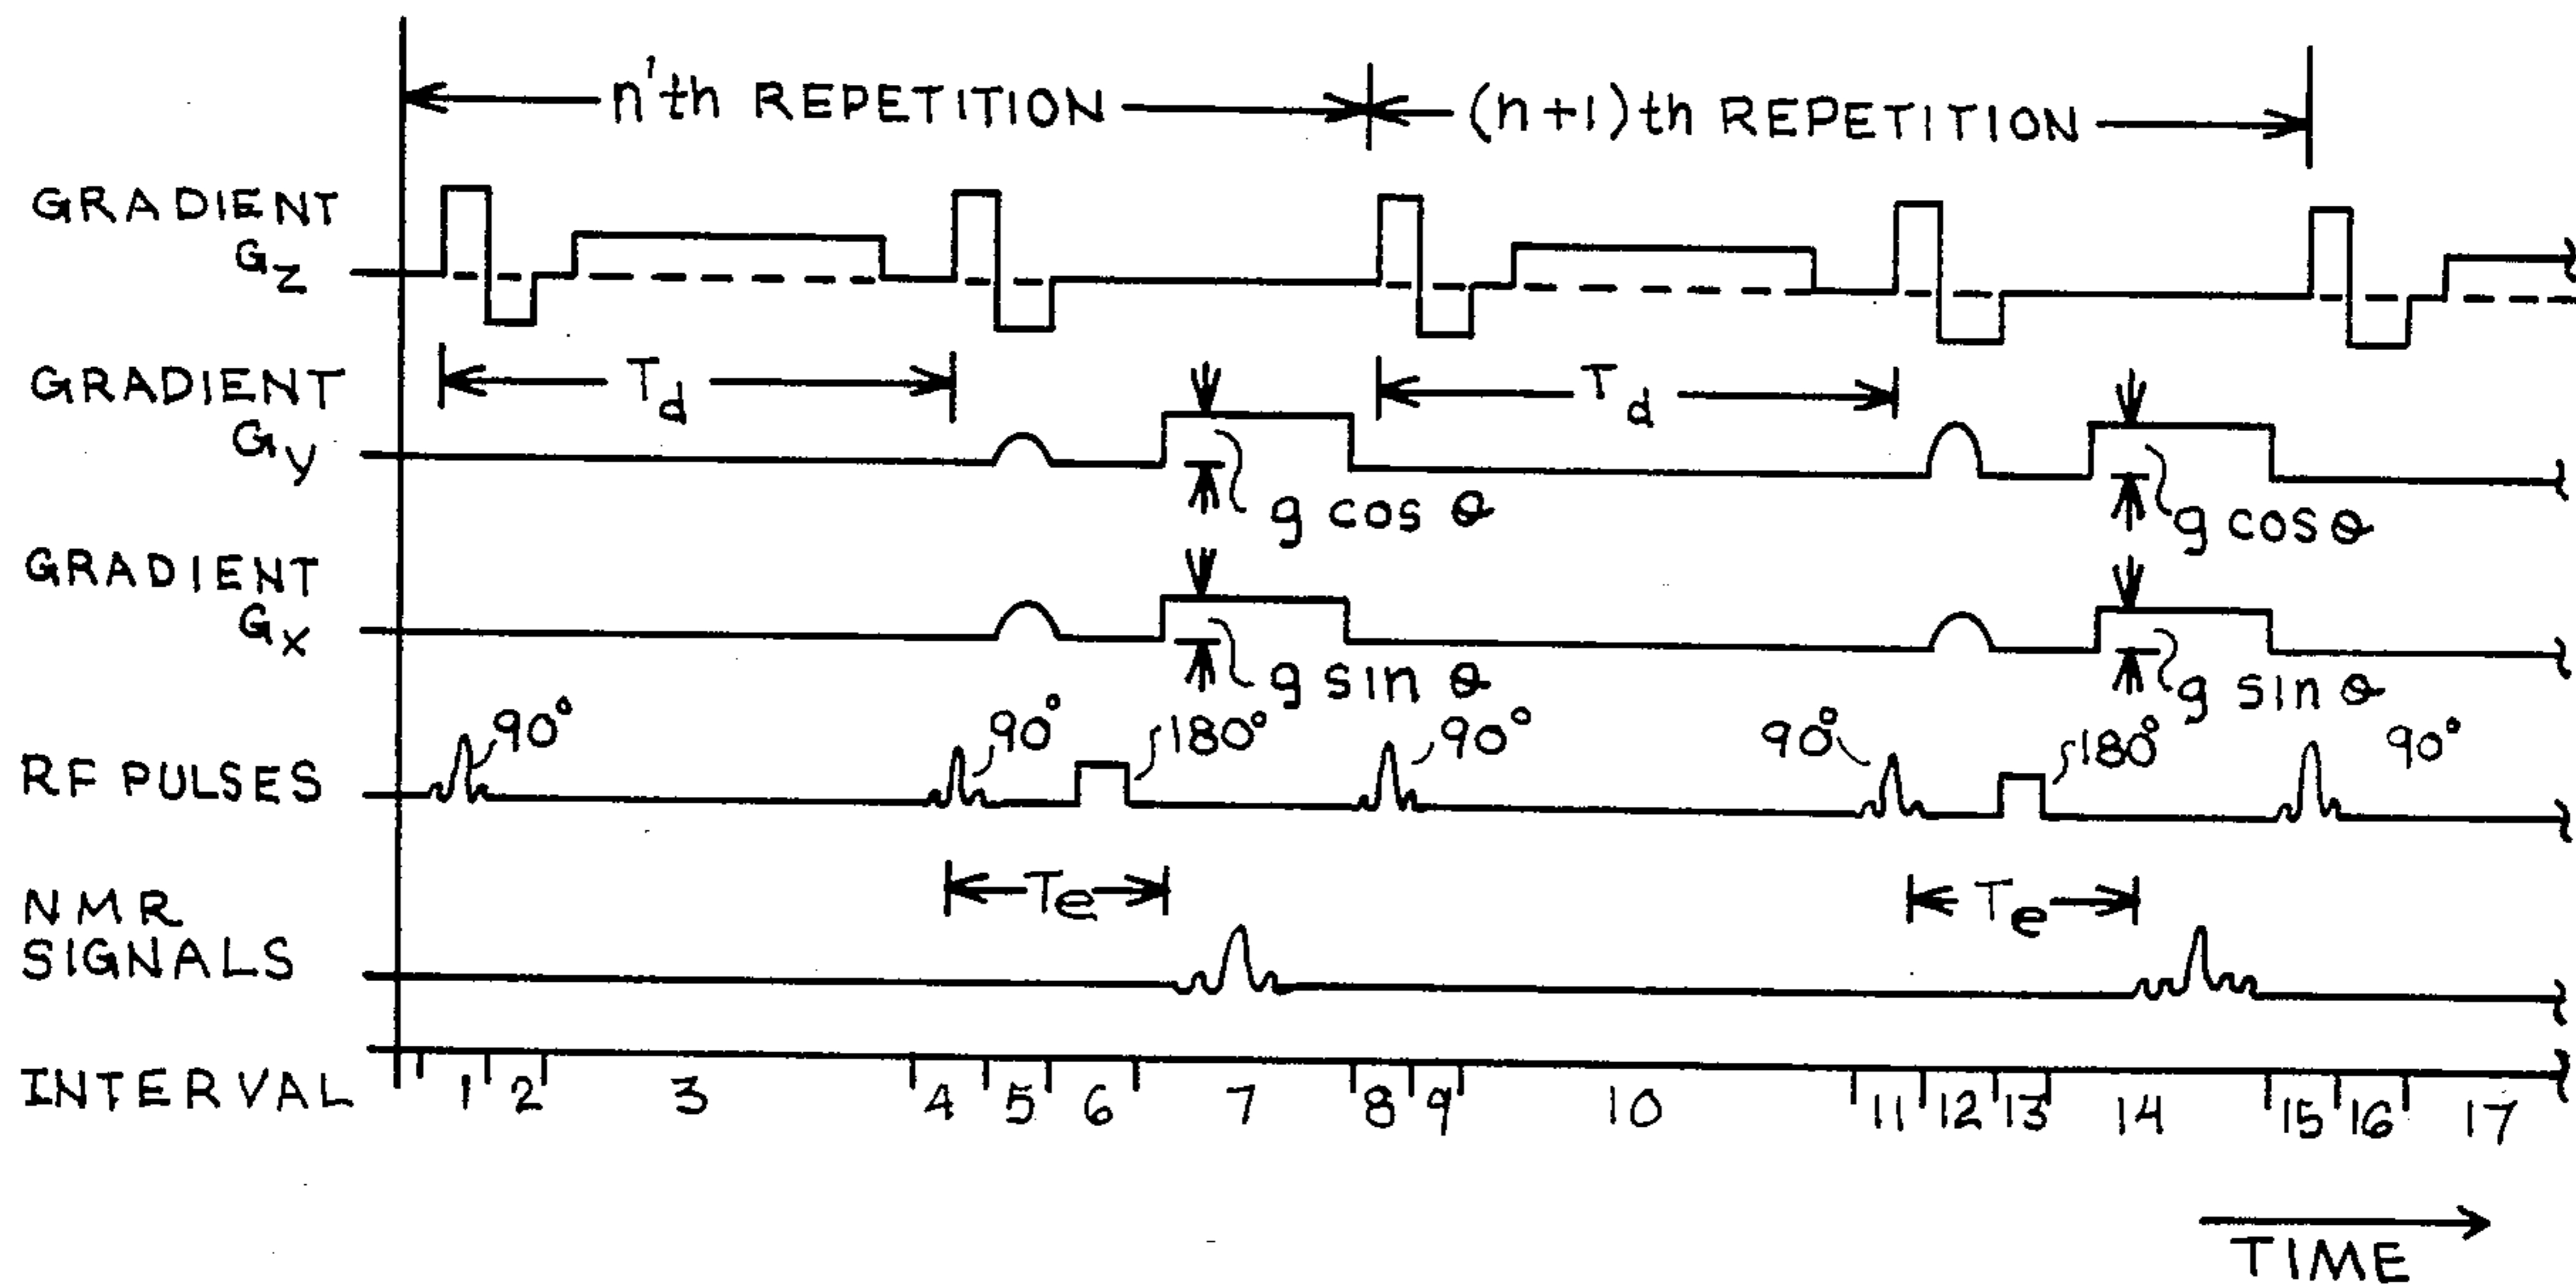 n'th REPETITION (n+1)th REPETITION
GRADIENT
Gz
Td Td
GRADIENT
Gy
g cos θ g cos θ
GRADIENT
Gx
g sin θ g sin θ
90° 90° 180° 90° 90° 180° 90°
RF PULSES
Te Te
NMR
SIGNALS
INTERVAL 1 2 3 4 5 6 7 8 9 10 11 12 13 14 15 16 17
TIME